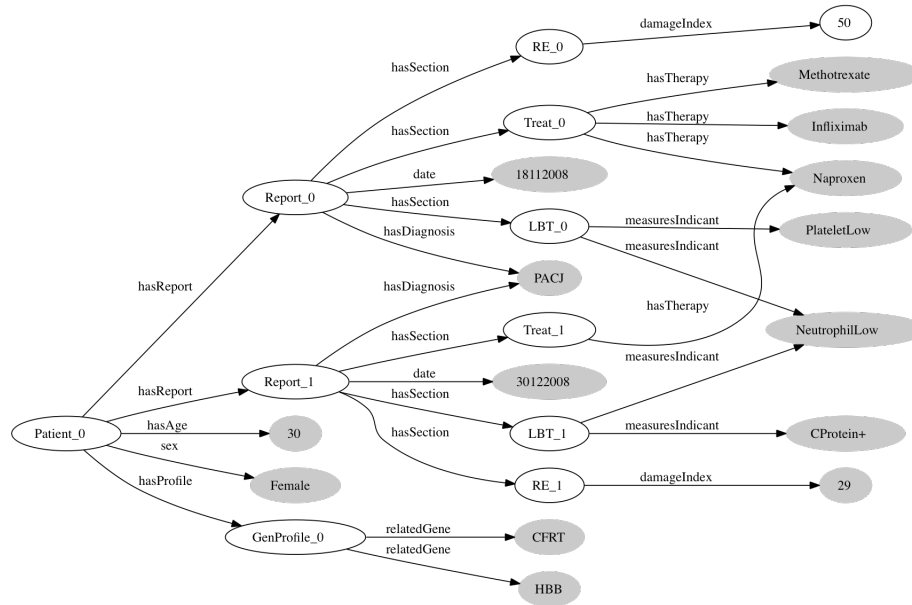 damageIndex
50
RE_0
hasSection
hasTherapy
Methotrexate
hasSection
Treat_0
hasTherapy
Infliximab
hasTherapy
date
18112008
Naproxen
Report_0
hasSection
LBT_0
measuresIndicant
PlateletLow
hasDiagnosis
measuresIndicant
PACJ
hasReport
hasDiagnosis
hasTherapy
hasSection
Treat_1
NeutrophilLow
measuresIndicant
date
30122008
Report_1
hasReport
hasSection
Patient_0
hasAge
30
hasSection
LBT_1
measuresIndicant
CProtein+
sex
hasProfile
Female
RE_1
damageIndex
29
GenProfile_0
relatedGene
CFRT
relatedGene
HBB